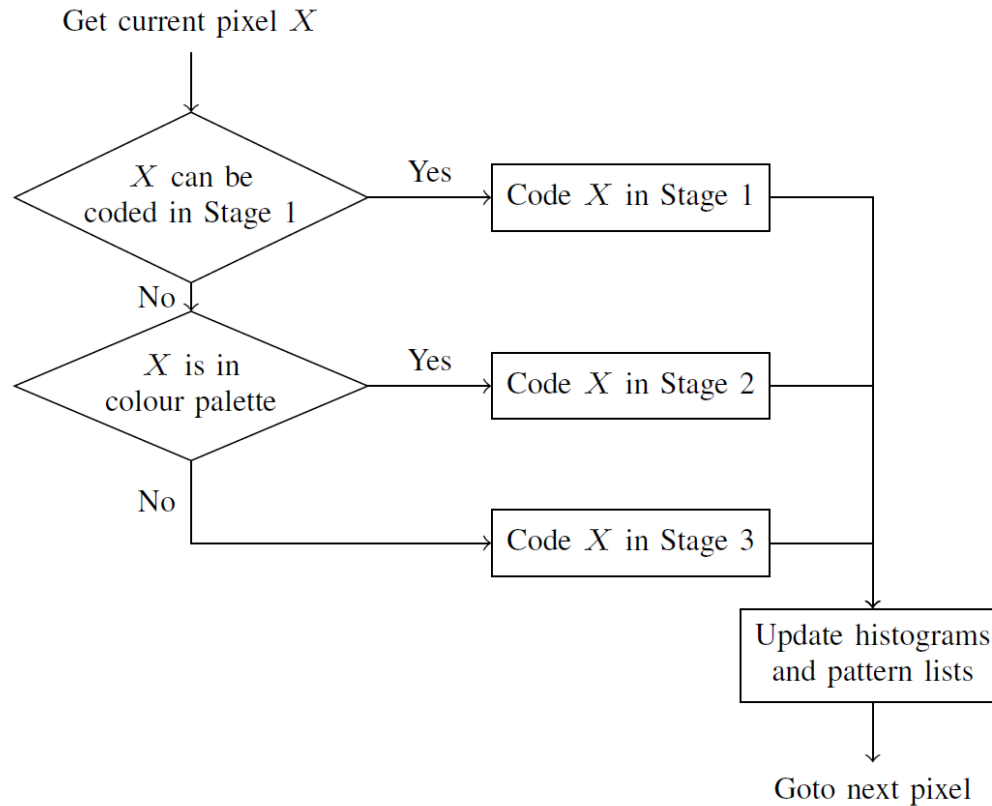 Get current pixel X
X can be
coded in Stage 1
Yes
Code X in Stage 1
No
X is in
colour palette
Yes
Code X in Stage 2
No
Code X in Stage 3
Update histograms
and pattern lists
Goto next pixel